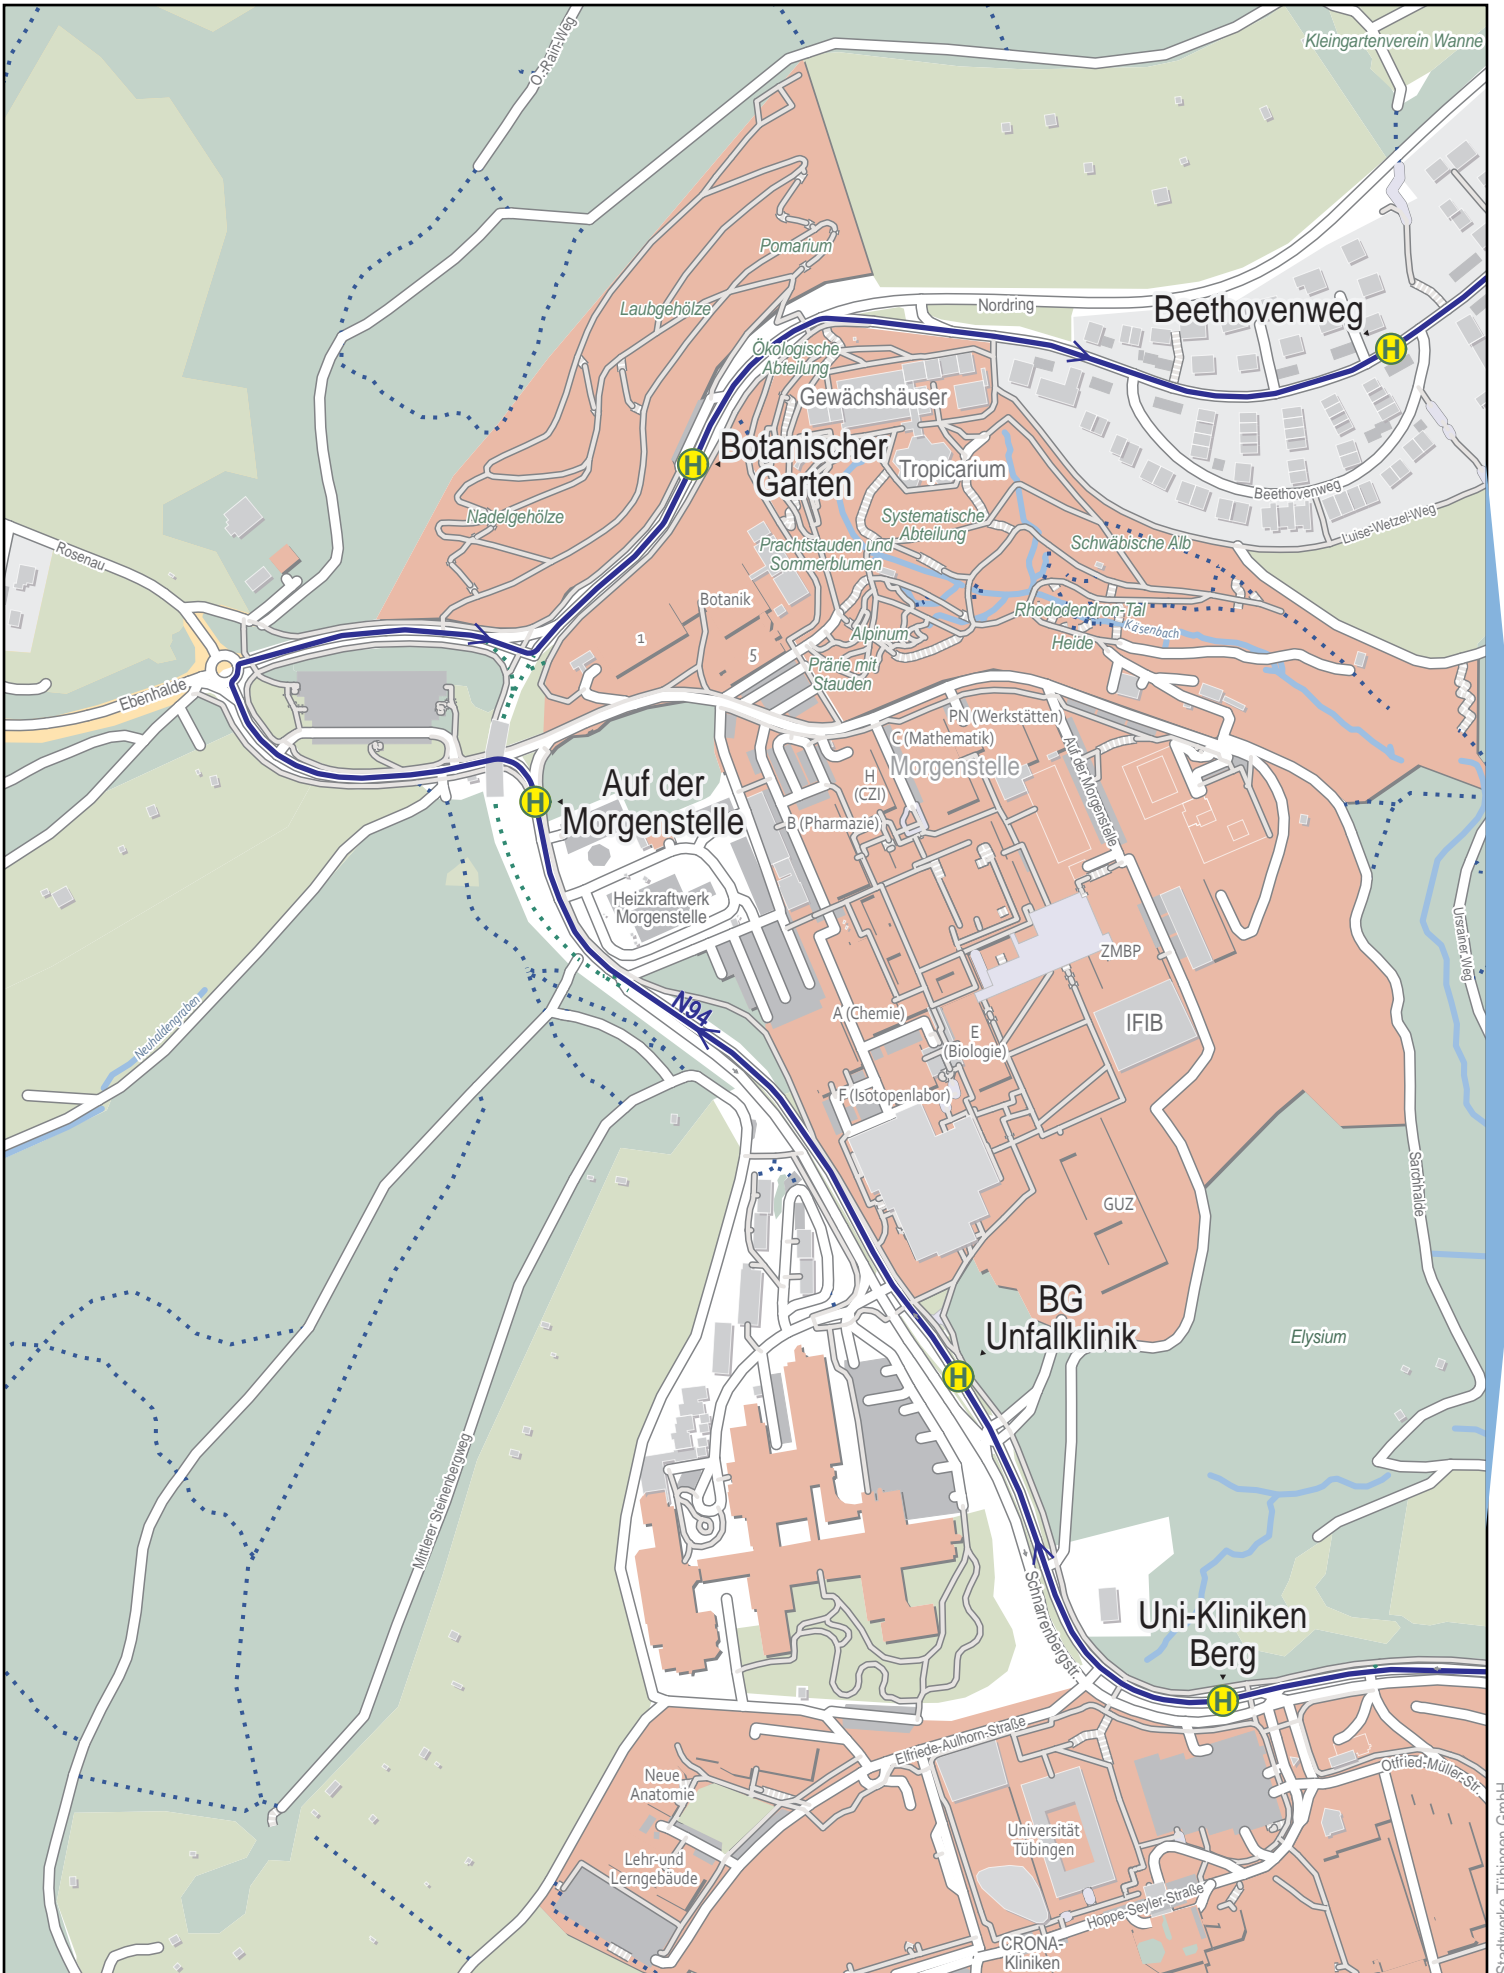 Kleingartenverein Wanne
O.-Rain-Weg
Pomarium
Laubgehölze
Nordring
Beethovenweg
H
Ökologische
Abteilung
Gewächshäuser
Botanischer
Garten
H
Tropicarium
Beethovenweg
Luise-Wetzel-Weg
Nadelgehölze
Systematische
Abteilung
Schwäbische Alb
Prachtstauden und
Sommerblumen
Rosenau
Botanik
1
5
Alpinum
Rhododendron-Tal
Käsenbach
Heide
Prärie mit
Stauden
Ebenhalde
PN (Werkstätten)
C (Mathematik)
Morgenstelle
Auf der Morgenstelle
H
(CZI)
B (Pharmazie)
Auf der
Morgenstelle
H
Heizkraftwerk
Morgenstelle
Ursrainer Weg
ZMBP
Neuhaldengraben
N94
A (Chemie)
E
(Biologie)
IFIB
F (Isotopenlabor)
Sarchhalde
GUZ
BG
Unfallklinik
H
Elysium
Mittlerer Steinenbergweg
Schnarrenbergstr.
Uni-Kliniken
Berg
H
Elfriede-Aulhorn-Straße
Otfried-Müller-Str.
Neue
Anatomie
Universität
Tübingen
Lehr-und
Lerngebäude
Hoppe-Seyler-Straße
CRONA-
Kliniken
Stadtwerke Tübingen GmbH